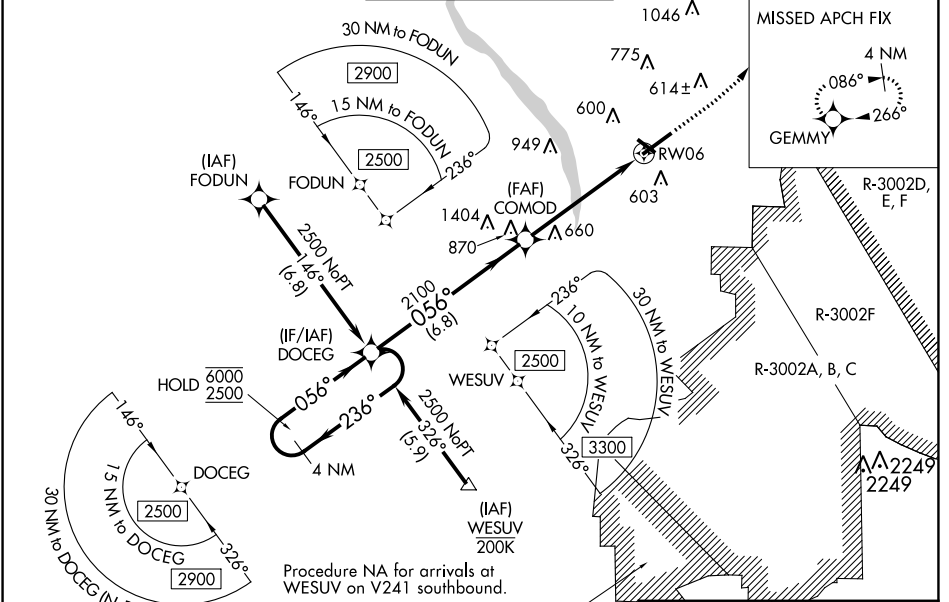 1046
MISSED APCH FIX
30 NM to FODUN
2900
775
4 NM
086°
614±
146°
15 NM to FODUN
600
266°
GEMMY
2500
949
236°
RW06
(IAF)
FODUN
FODUN
603
R-3002D,
E, F
(FAF)
COMOD
1404
870
660
2500 NoPT
146°
(6.8)
2100
056°
(6.8)
236°
30 NM to WESUV
10 NM to WESUV
R-3002F
(IF/IAF)
DOCEG
2500
R-3002A, B, C
WESUV
HOLD
6000
2500
056°
236°
2500 NoPT
326°
(5.9)
146°
326°
3300
4 NM
2249
2249
DOCEG
15 NM to DOCEG
2500
30 NM to DOCEG
326°
2900
(IAF)
WESUV
200K
Procedure NA for arrivals at
WESUV on V241 southbound.